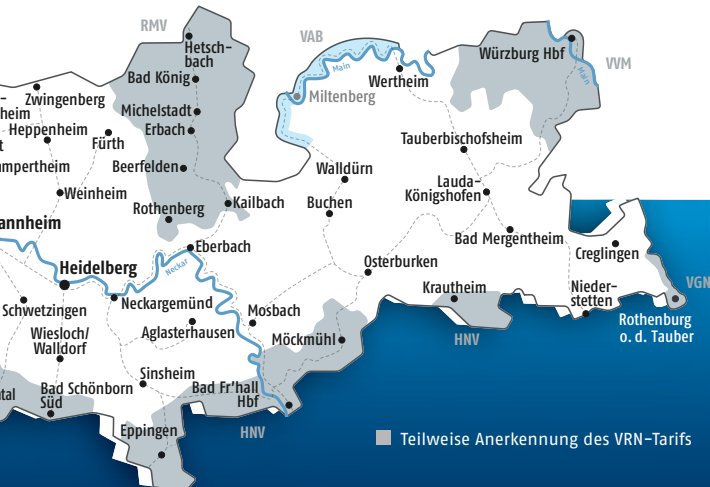 RMV
Hetsch-
bach
VAB
Würzburg Hbf
VVM
Main
Main
Bad König
Wertheim
Zwingenberg
Miltenberg
heim
Michelstadt
Heppenheim
Erbach
Fürth
Tauberbischofsheim
mpertheim
Beerfelden
Walldürn
Weinheim
Lauda-
Königshofen
Rothenberg
Kailbach
Buchen
annheim
Bad Mergentheim
Eberbach
Creglingen
Heidelberg
Neckar
Osterburken
VGN
Krautheim
Nieder-
stetten
Schwetzingen
Neckargemünd
Mosbach
Rothenburg
o. d. Tauber
Wiesloch/
Walldorf
Aglasterhausen
Möckmühl
HNV
Sinsheim
Bad Schönborn
Süd
Bad Fr'hall
Hbf
tal
Eppingen
HNV
Teilweise Anerkennung des VRN-Tarifs